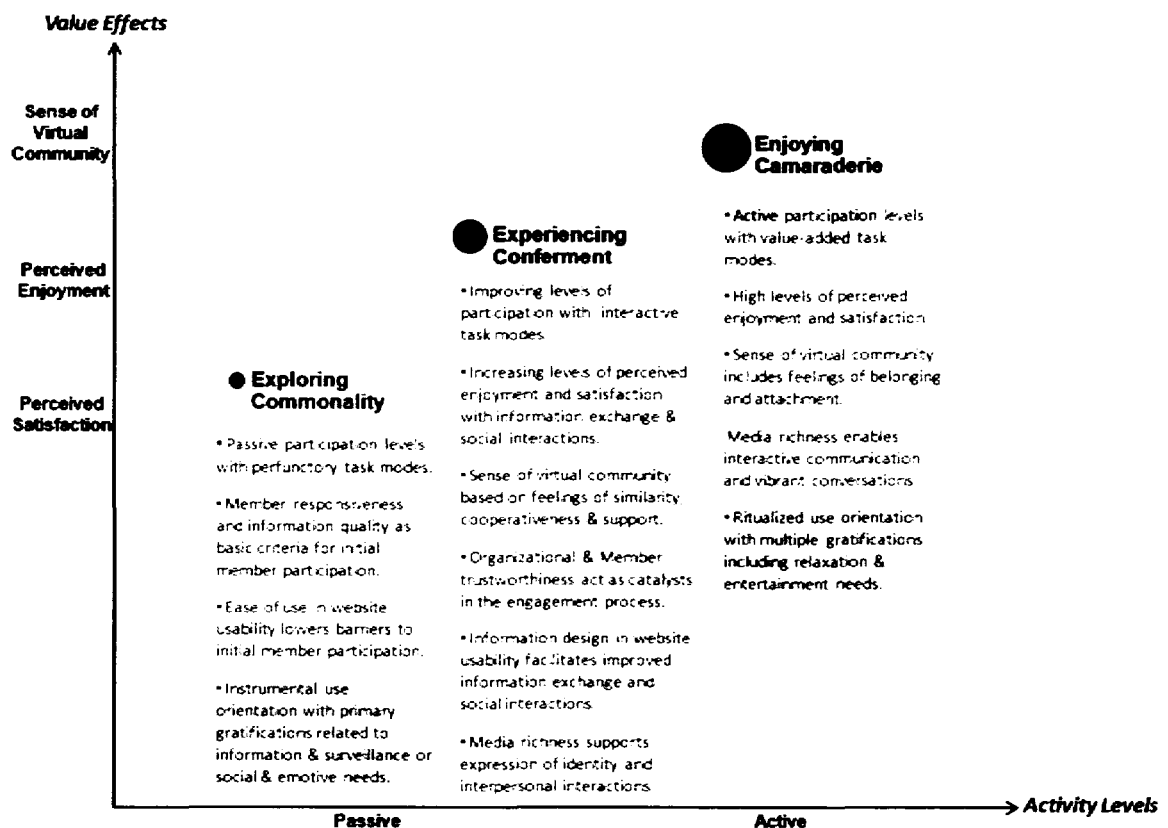 Value Effects
Sense of
Virtual
Community
Perceived
Enjoyment
Perceived
Satisfaction
Exploring
Commonality
• Passive participation levels
with perfunctory task modes.
• Member responsiveness
and information quality as
basic criteria for initial
member participation.
• Ease of use in website
usability lowers barriers to
initial member participation.
• Instrumental use
orientation with primary
gratifications related to
information & surveillance or
social & emotive needs.
Experiencing
Conferment
• Improving levels of
participation with interactive
task modes
• Increasing levels of perceived
enjoyment and satisfaction
with information exchange &
social interactions.
• Sense of virtual community
based on feelings of similarity,
cooperativeness & support.
• Organizational & Member
trustworthiness act as catalysts
in the engagement process.
• Information design in website
usability facilitates improved
information exchange and
social interactions
• Media richness supports
expression of identity and
interpersonal interactions
Enjoying
Camaraderie
• Active participation levels
with value-added task
modes.
• High levels of perceived
enjoyment and satisfaction
• Sense of virtual community
includes feelings of belonging
and attachment.
Media richness enables
interactive communication
and vibrant conversations
• Ritualized use orientation
with multiple gratifications
including relaxation &
entertainment needs.
Passive
Active
Activity Levels